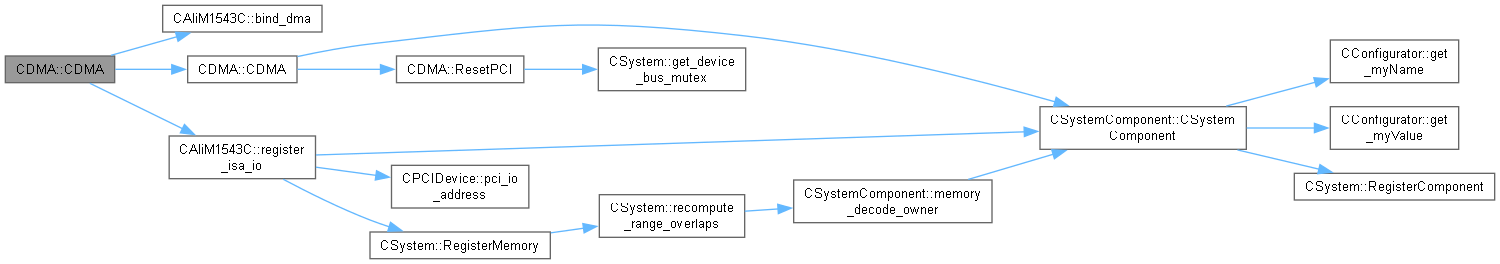 CDMA::CDMA
CAliM1543C::bind_dma
CDMA::CDMA
CAliM1543C::register
_isa_io
CDMA::ResetPCI
CPCIDevice::pci_io
_address
CSystem::RegisterMemory
CSystem::get_device
_bus_mutex
CSystem::recompute
_range_overlaps
CSystemComponent::memory
_decode_owner
CSystemComponent::CSystem
Component
CConfigurator::get
_myName
CConfigurator::get
_myValue
CSystem::RegisterComponent